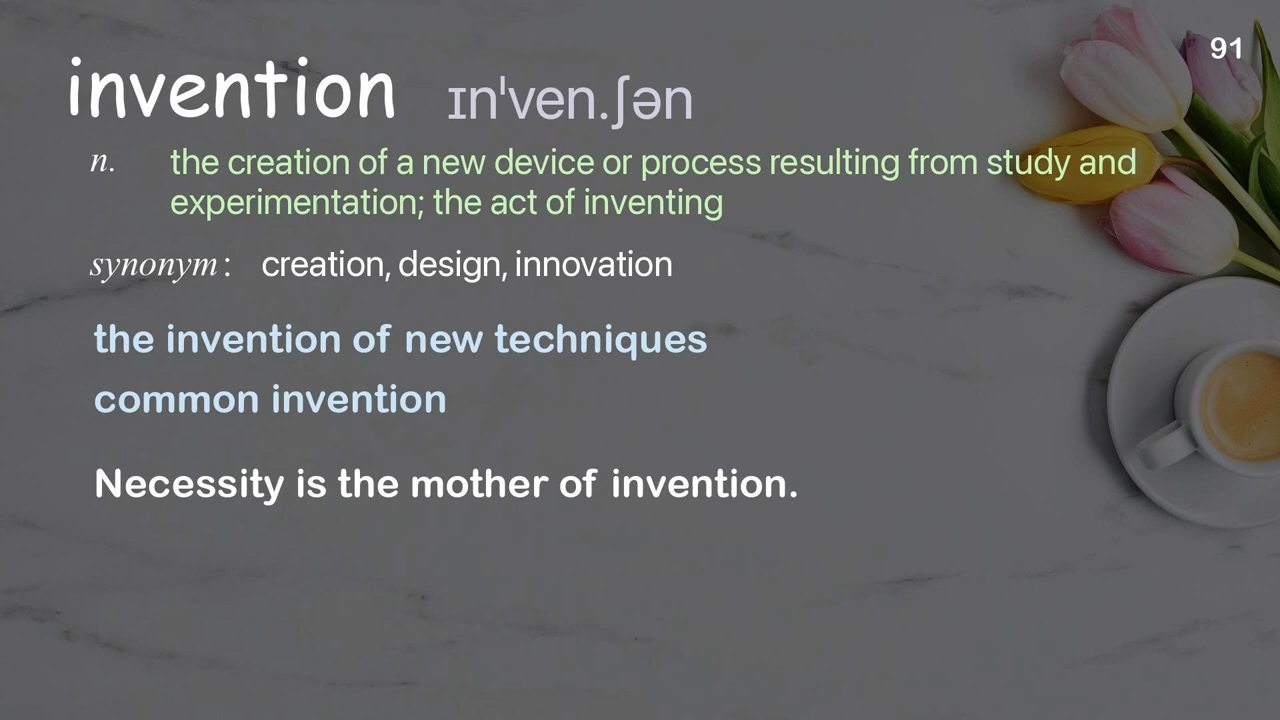 91
invention ɪnˈven.ʃən
n. the creation of a new device or process resulting from study and
experimentation; the act of inventing
synonym: creation, design, innovation
the invention of new techniques
common invention
Necessity is the mother of invention.